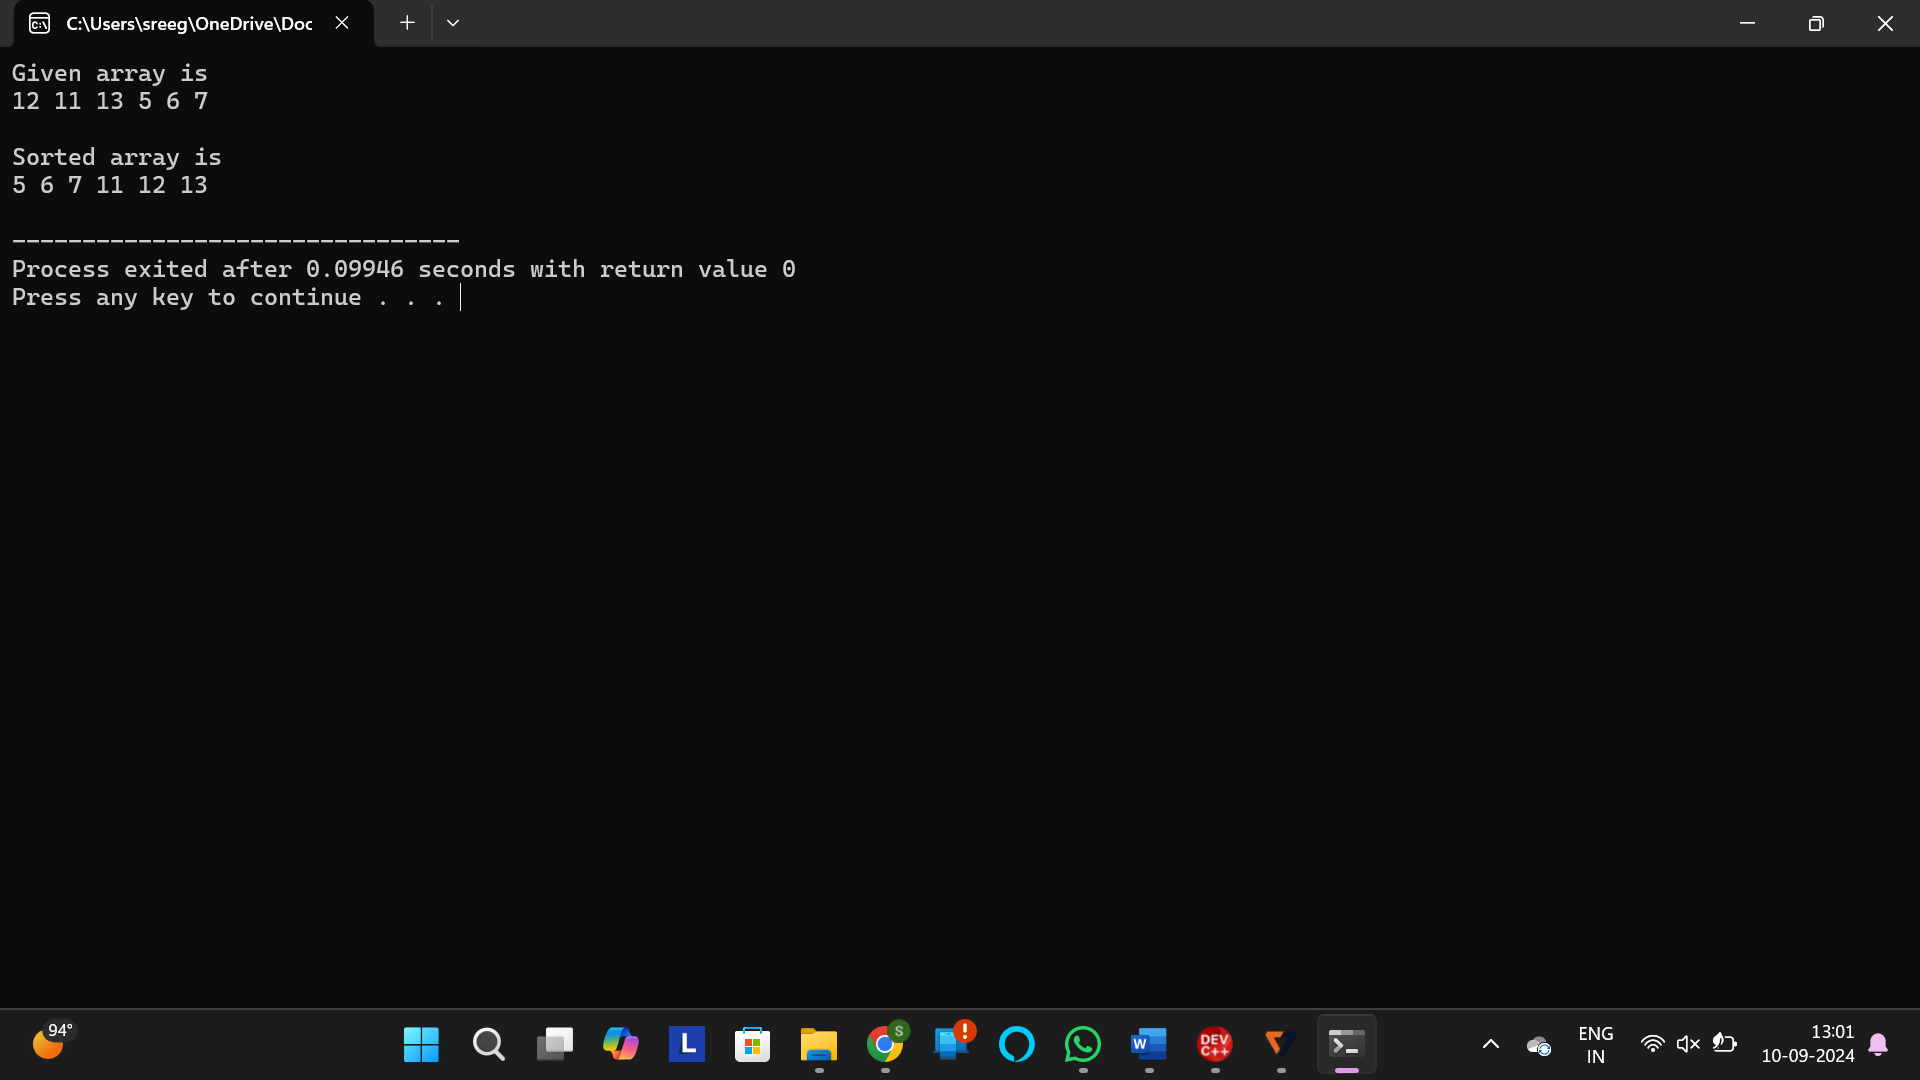 C:\Users\sreeg\OneDrive\Doc
Given array is
12 11 13 5 6 7
Sorted array is
5 6 7 11 12 13
--------------------------------
Process exited after 0.09946 seconds with return value 0
Press any key to continue . . .
94°
L
S
!
W
DEV
C++
ENG
IN
13:01
10-09-2024